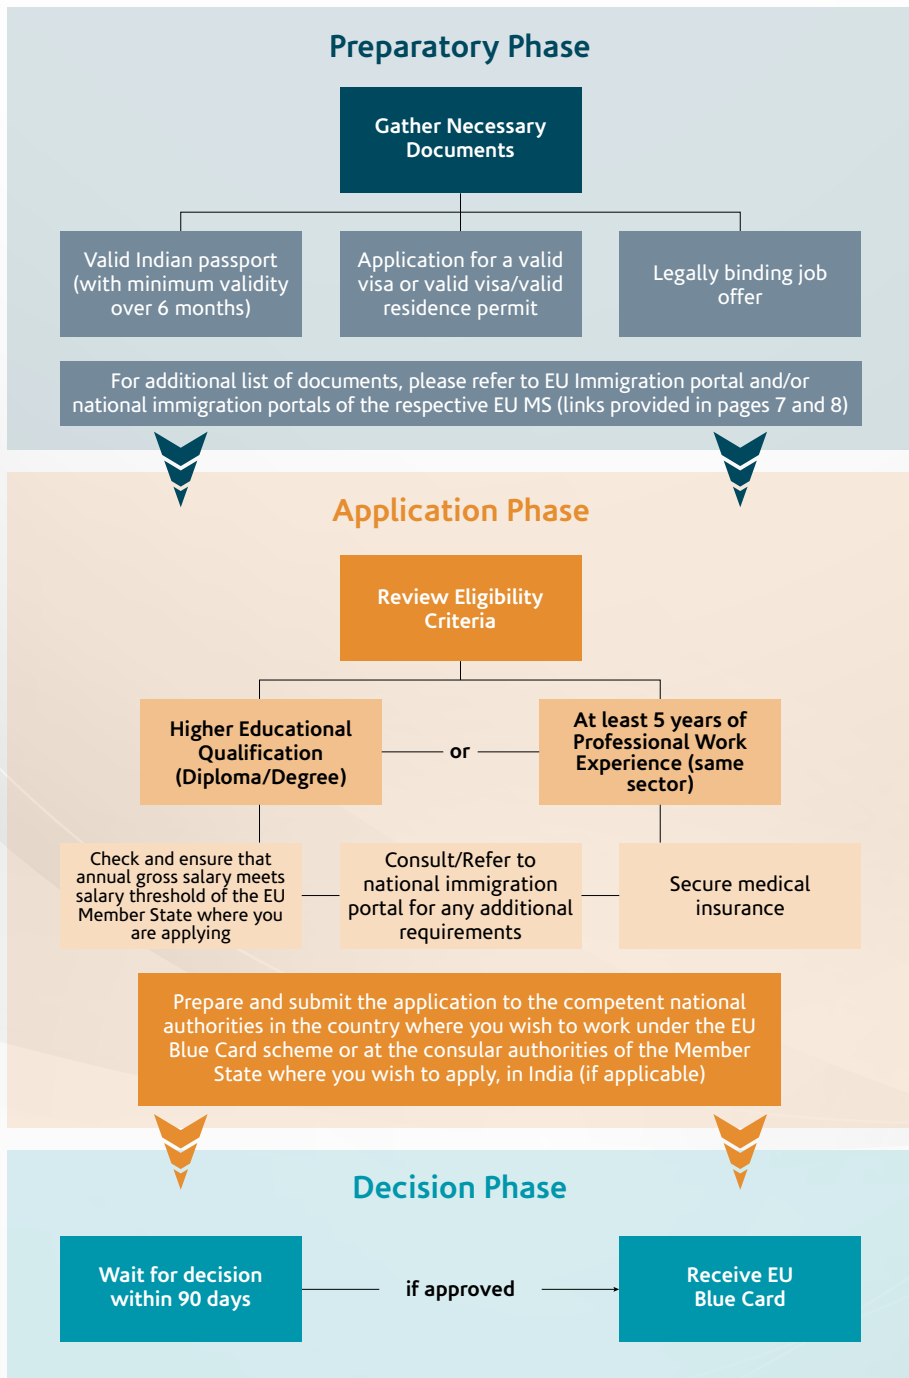 Preparatory Phase
Gather Necessary
Documents
Valid Indian passport
(with minimum validity
over 6 months)
Application for a valid
visa or valid visa/valid
residence permit
Legally binding job
offer
For additional list of documents, please refer to EU Immigration portal and/or
national immigration portals of the respective EU MS (links provided in pages 7 and 8)
Application Phase
Review Eligibility
Criteria
Higher Educational
Qualification
(Diploma/Degree)
or
At least 5 years of
Professional Work
Experience (same
sector)
Check and ensure that
annual gross salary meets
salary threshold of the EU
Member State where you
are applying
Consult/Refer to
national immigration
portal for any additional
requirements
Secure medical
insurance
Prepare and submit the application to the competent national
authorities in the country where you wish to work under the EU
Blue Card scheme or at the consular authorities of the Member
State where you wish to apply, in India (if applicable)
Decision Phase
Wait for decision
within 90 days
if approved
Receive EU
Blue Card